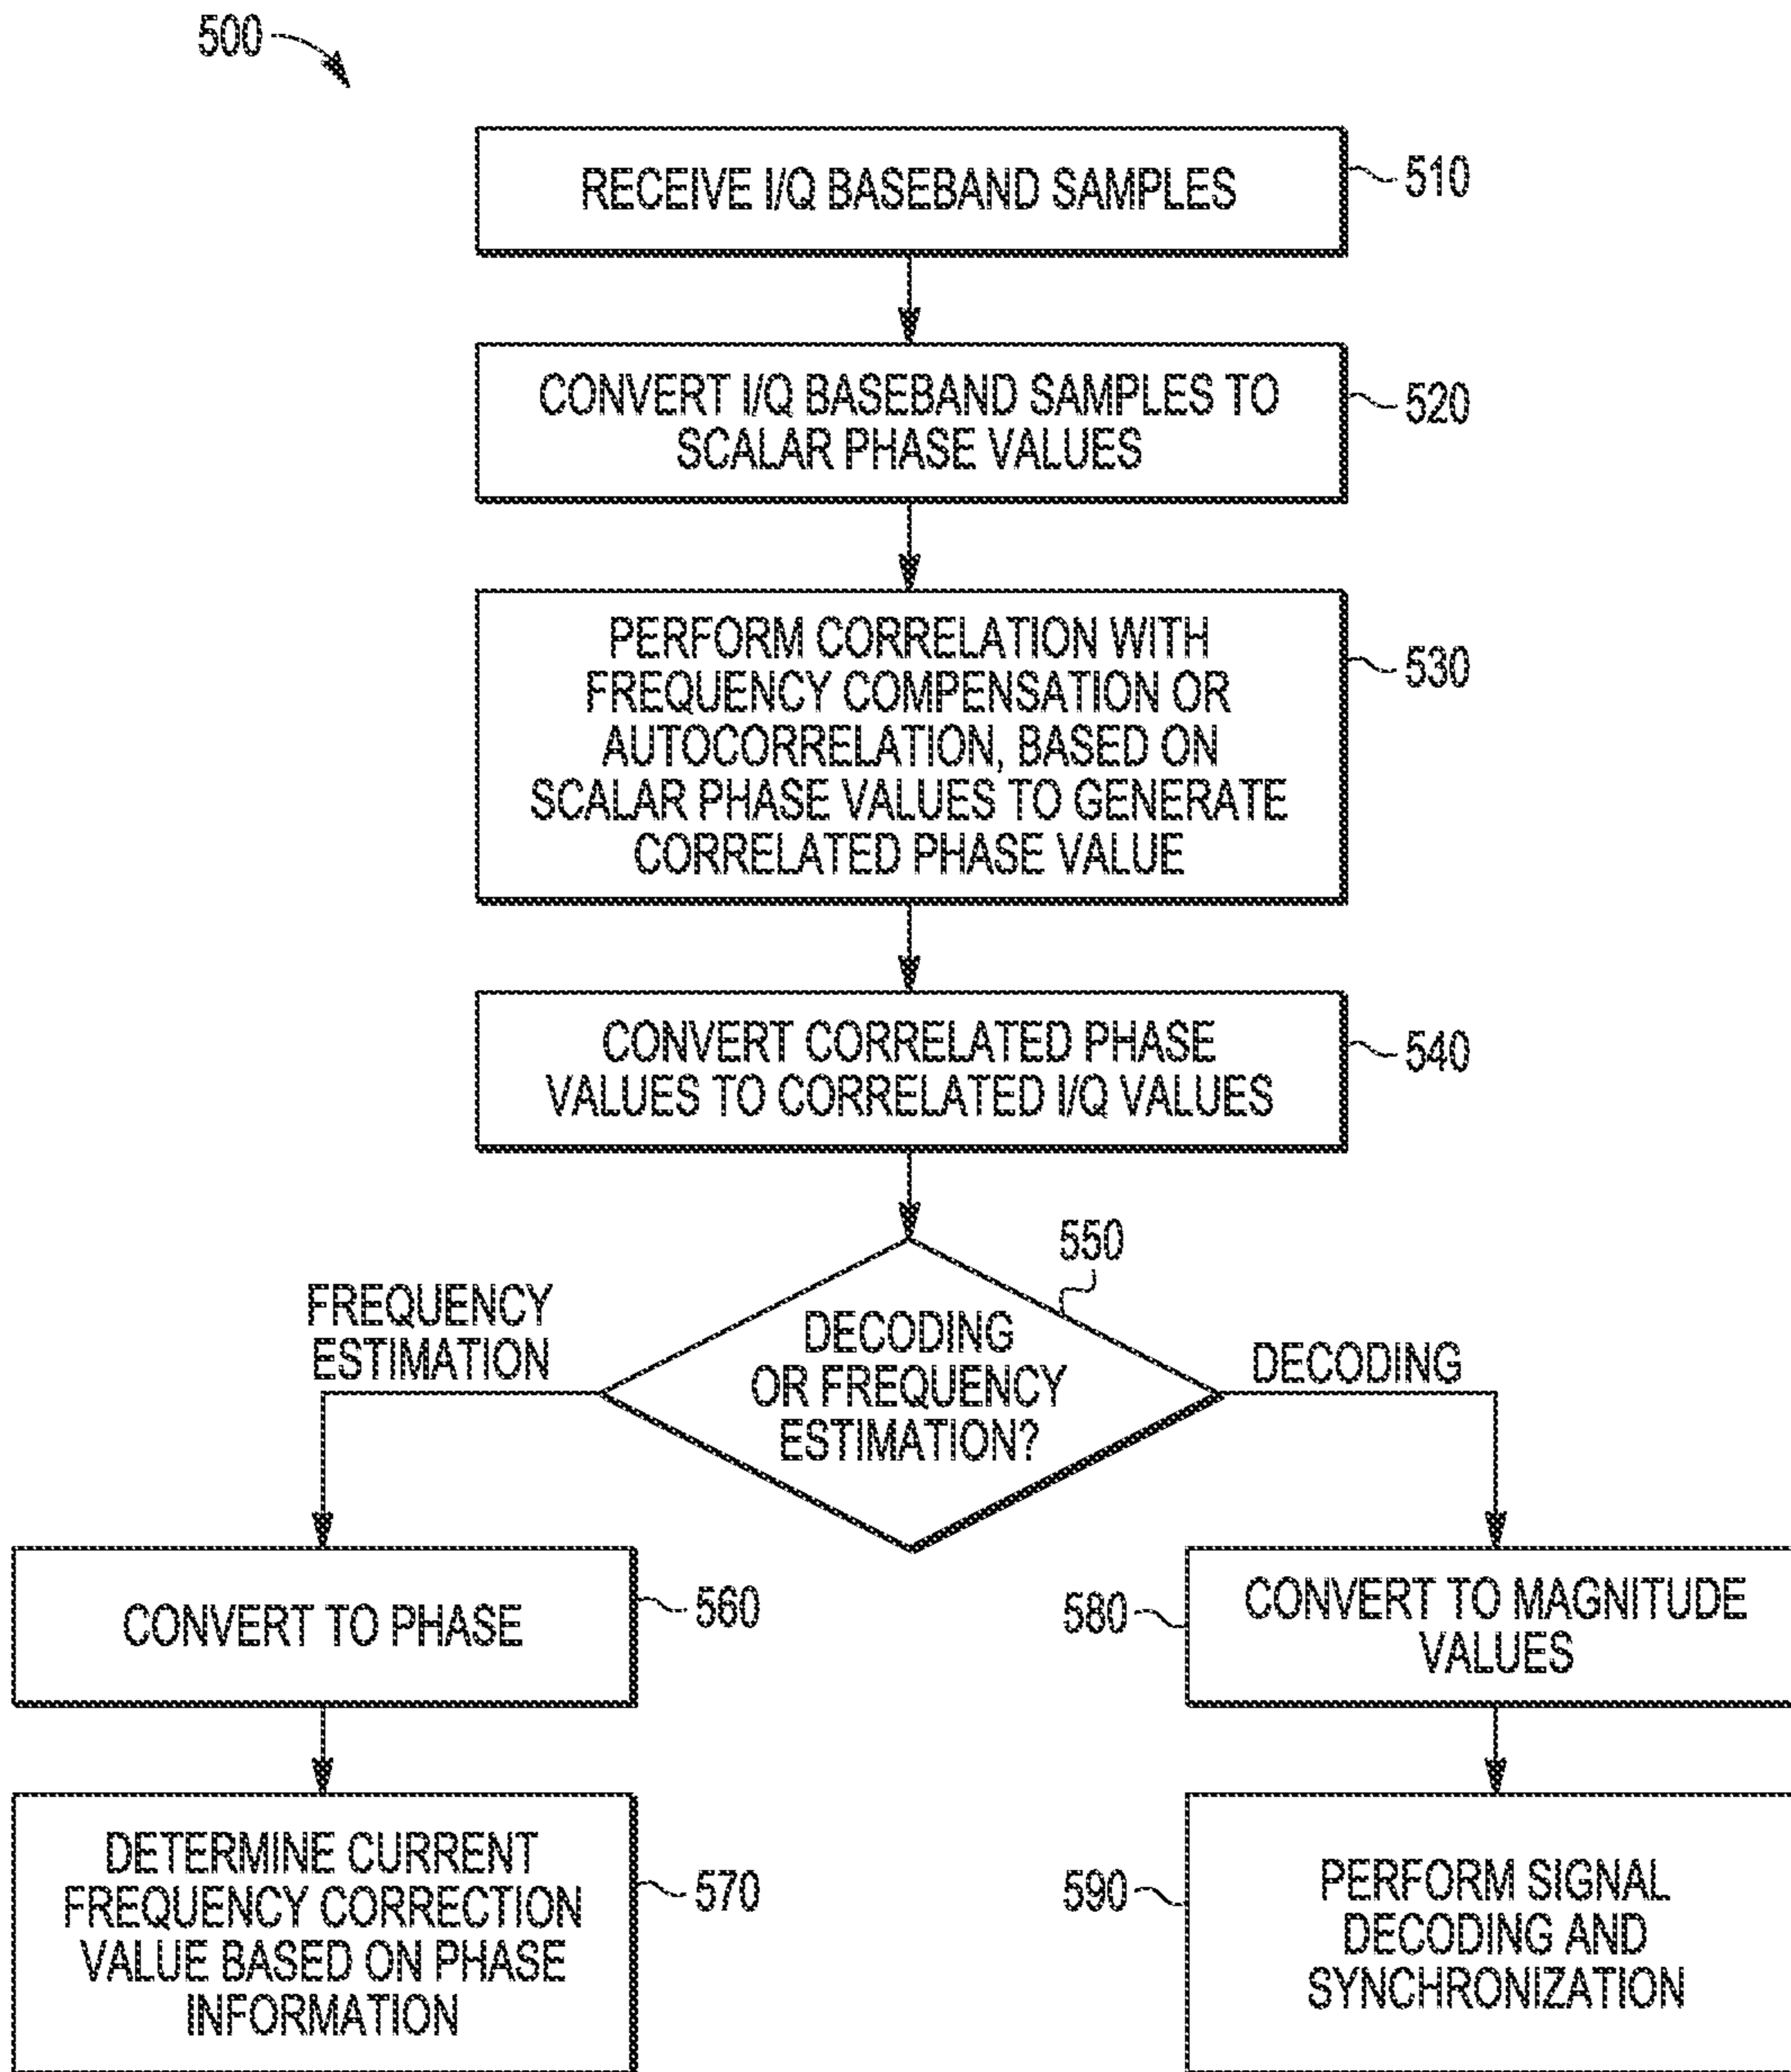 500
RECEIVE I/Q BASEBAND SAMPLES
510
CONVERT I/Q BASEBAND SAMPLES TO
SCALAR PHASE VALUES
520
PERFORM CORRELATION WITH
FREQUENCY COMPENSATION OR
AUTOCORRELATION, BASED ON
SCALAR PHASE VALUES TO GENERATE
CORRELATED PHASE VALUE
530
CONVERT CORRELATED PHASE
VALUES TO CORRELATED I/Q VALUES
540
550
DECODING
OR FREQUENCY
ESTIMATION?
FREQUENCY
ESTIMATION
DECODING
CONVERT TO PHASE
560
580
CONVERT TO MAGNITUDE
VALUES
DETERMINE CURRENT
FREQUENCY CORRECTION
VALUE BASED ON PHASE
INFORMATION
570
590
PERFORM SIGNAL
DECODING AND
SYNCHRONIZATION